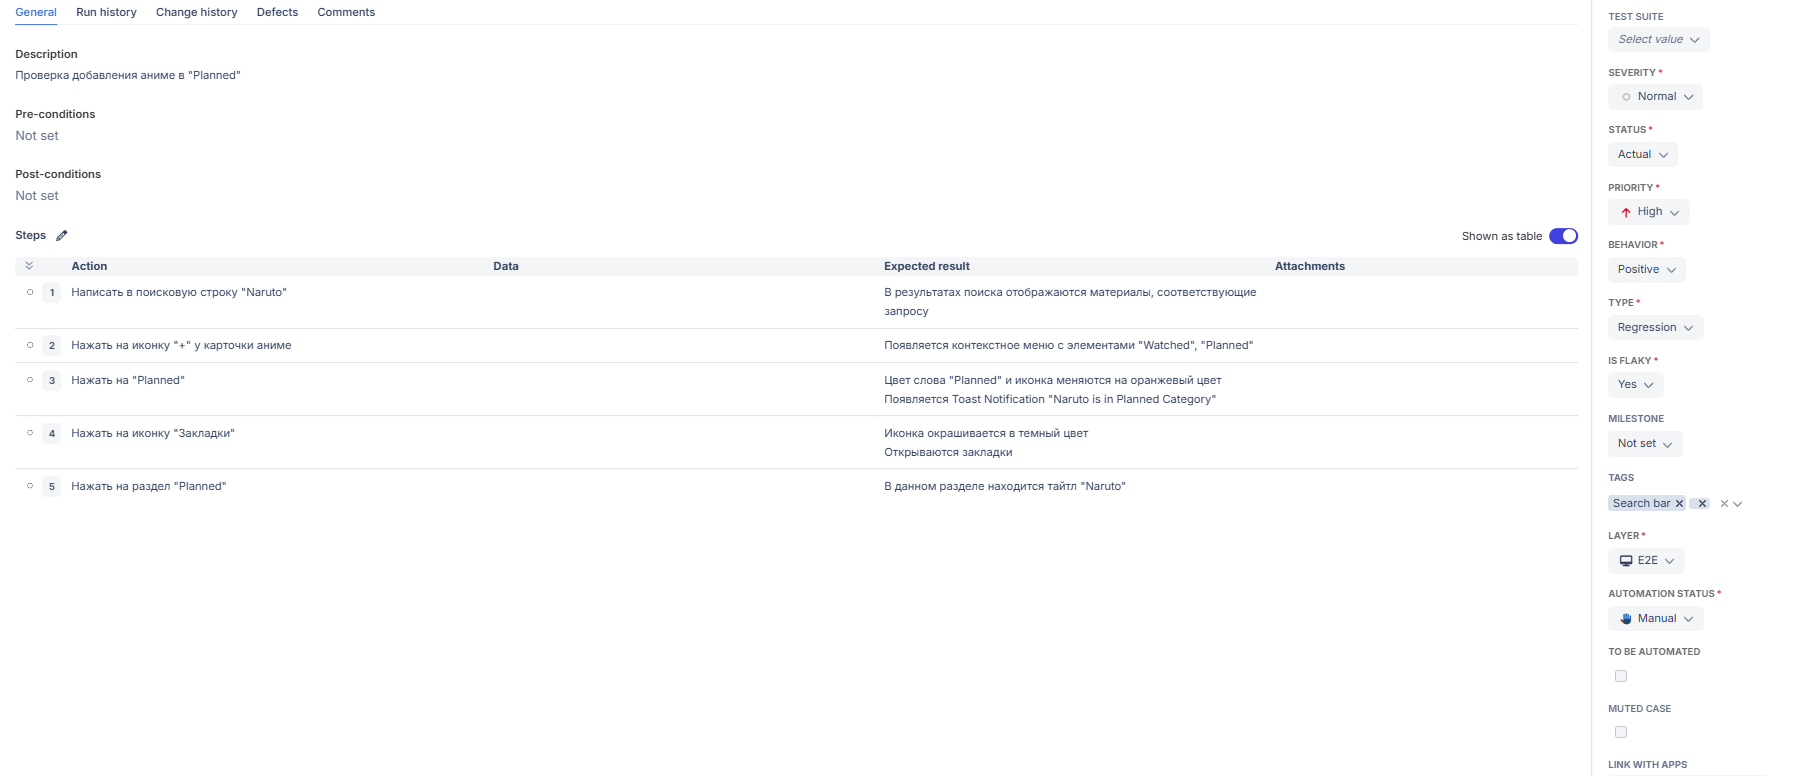 General Run history Change history Defects Comments
Description
Проверка добавления аниме в "Planned"
Pre-conditions
Not set
Post-conditions
Not set
Steps
Shown as table
Action Data Expected result Attachments
1 Написать в поисковую строку "Naruto" В результатах поиска отображаются материалы, соответствующие
запросу
2 Нажать на иконку "+" у карточки аниме Появляется контекстное меню с элементами "Watched", "Planned"
3 Нажать на "Planned" Цвет слова "Planned" и иконка меняются на оранжевый цвет
Появляется Toast Notification "Naruto is in Planned Category"
4 Нажать на иконку "Закладки" Иконка окрашивается в темный цвет
Открываются закладки
5 Нажать на раздел "Planned" В данном разделе находится тайтл "Naruto"
TEST SUITE
Select value
SEVERITY *
Normal
STATUS *
Actual
PRIORITY *
High
BEHAVIOR *
Positive
TYPE *
Regression
IS FLAKY *
Yes
MILESTONE
Not set
TAGS
Search bar
LAYER *
E2E
AUTOMATION STATUS *
Manual
TO BE AUTOMATED
MUTED CASE
LINK WITH APPS